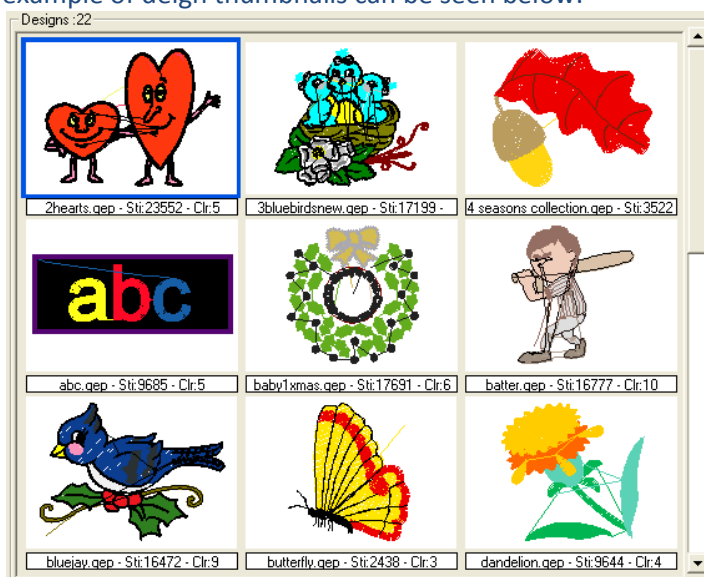 example of deign thumbnails can be seen below.
Designs :22
2hearts.gep - Sti:23552 - Clr:5
3bluebirdsnew.gep - Sti:17199 -
4 seasons collection.gep - Sti:3522
abc
abc.gep - Sti:9685 - Clr:5
baby1xmas.gep - Sti:17691 - Clr:6
batter.gep - Sti:16777 - Clr:10
bluejay.gep - Sti:16472 - Clr:9
butterfly.gep - Sti:2438 - Clr:3
dandelion.gep - Sti:9644 - Clr:4